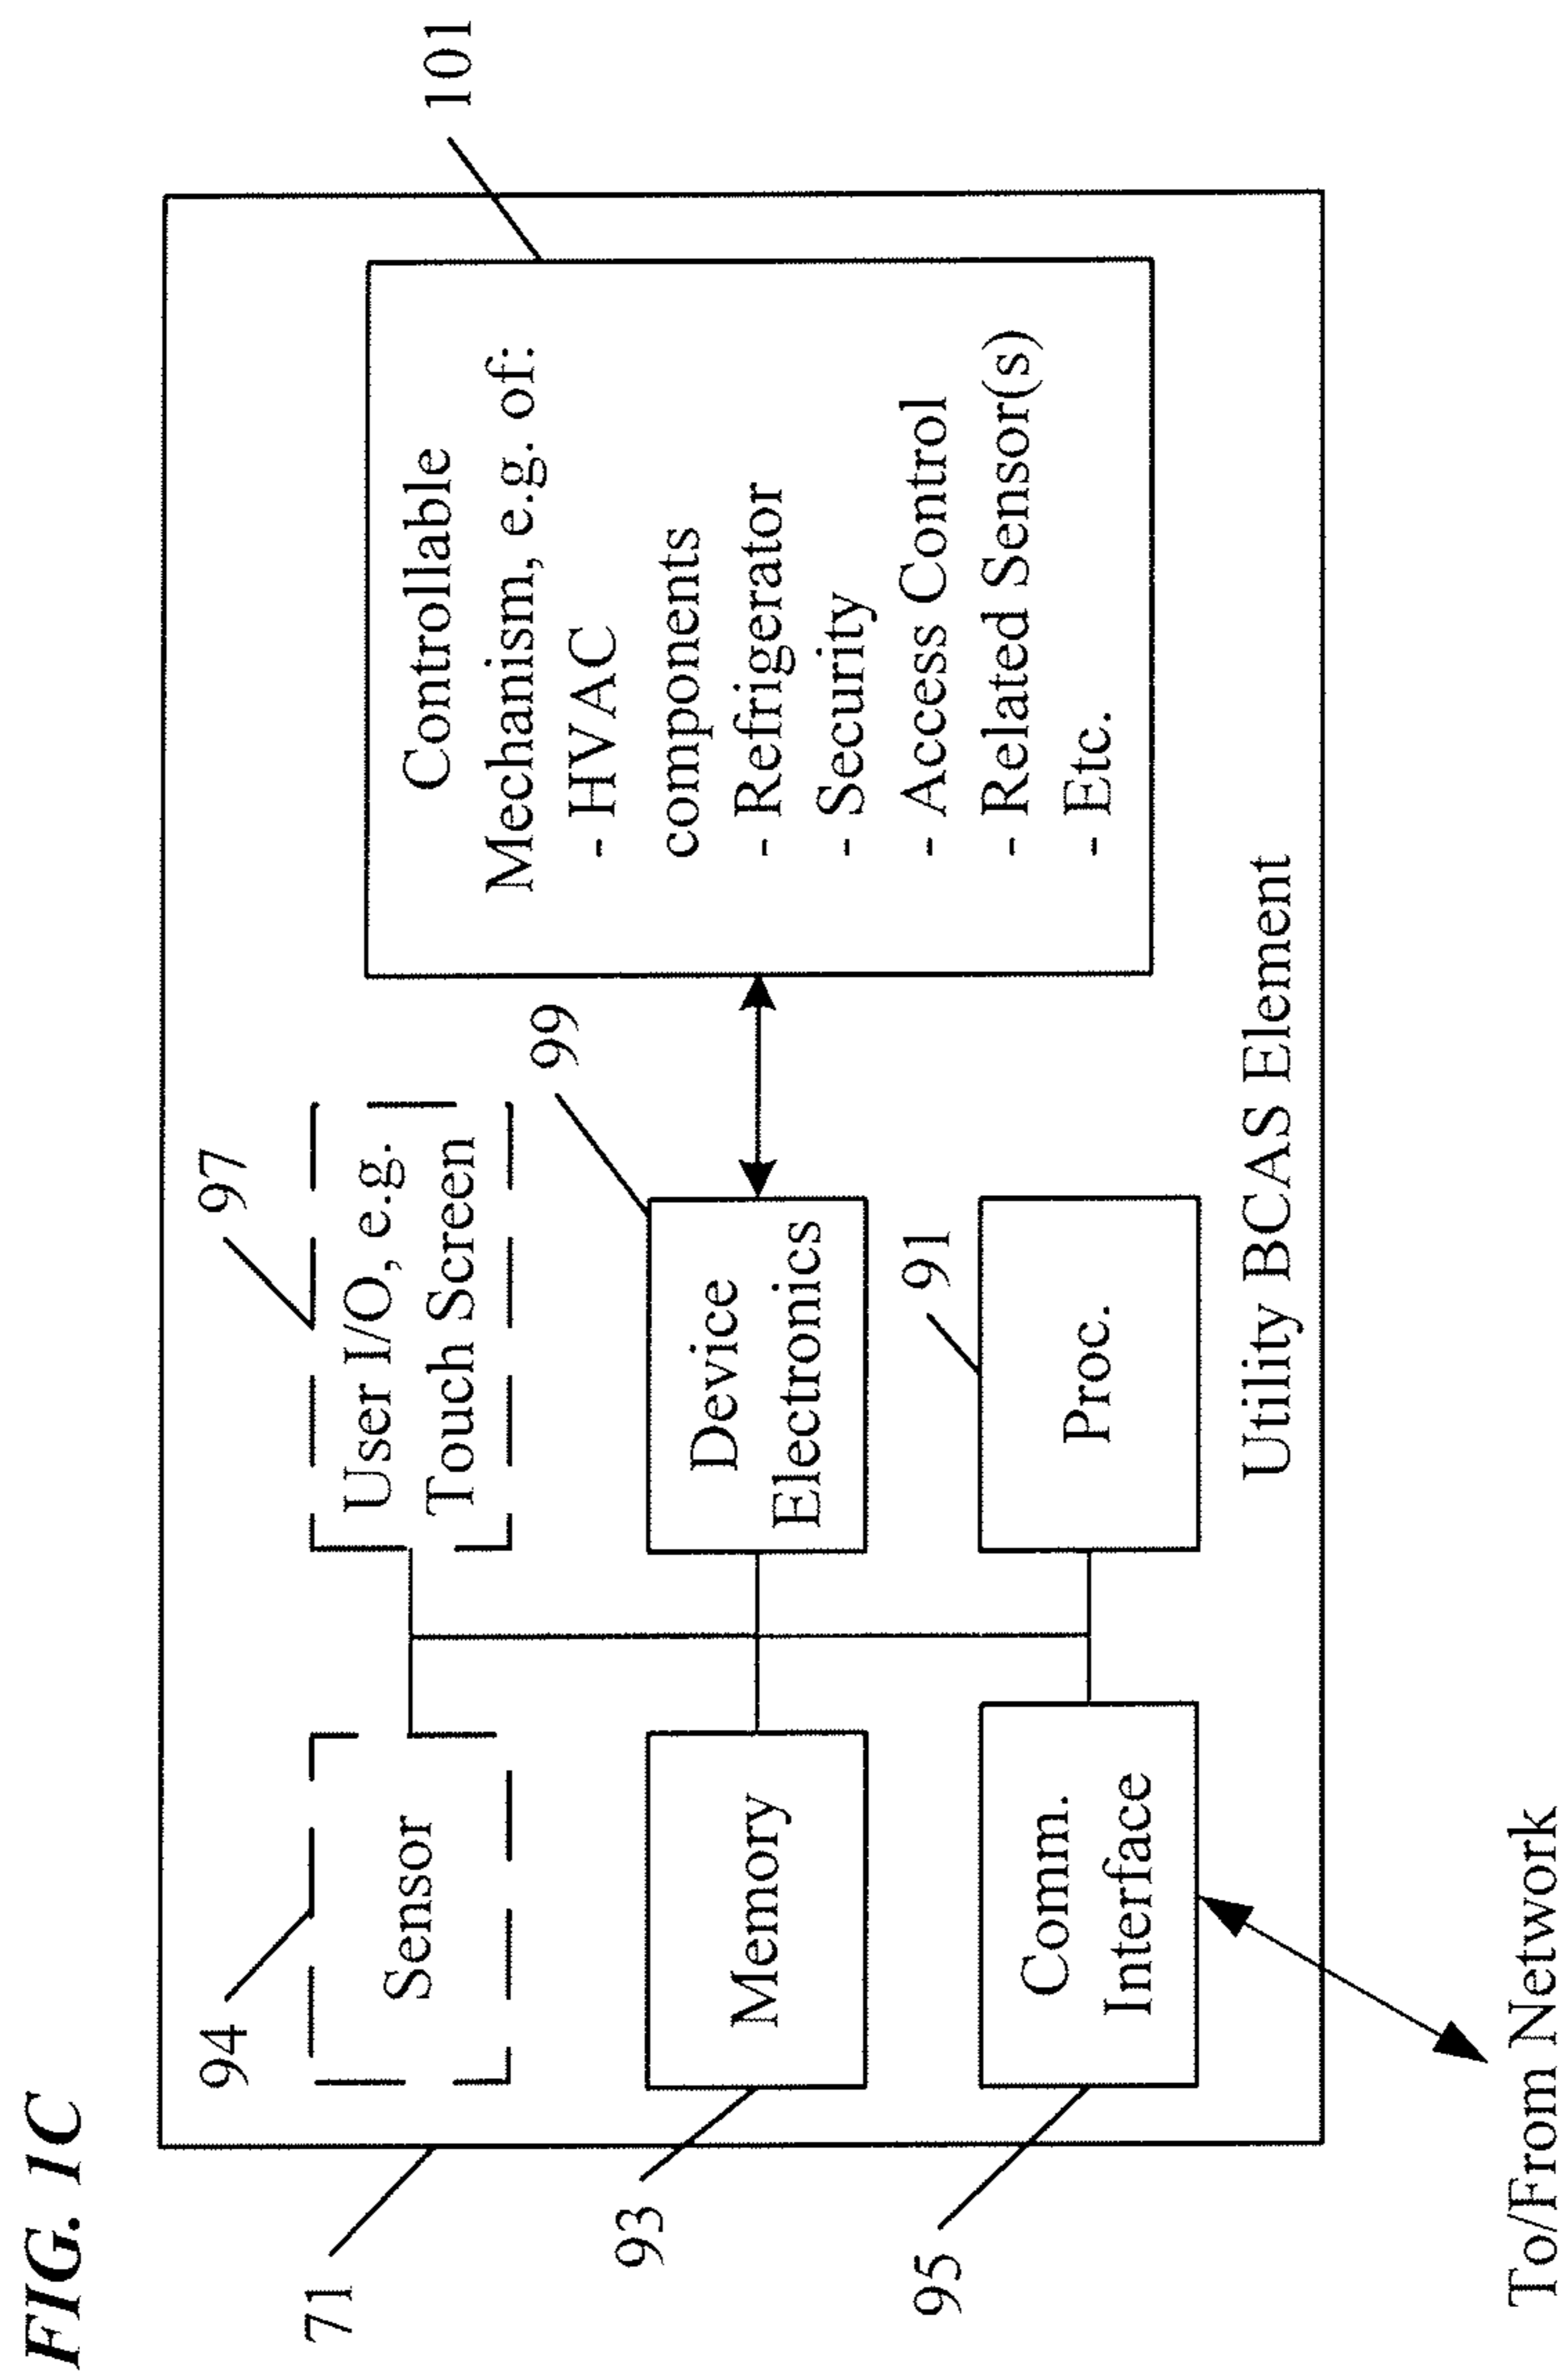 FIG. 1C
71
94
Sensor
97
User I/O, e.g.
Touch Screen
101
Controllable
Mechanism, e.g. of:
- HVAC
components
- Refrigerator
- Security
- Access Control
- Related Sensor(s)
- Etc.
93
Memory
99
Device
Electronics
95
Comm.
Interface
91
Proc.
Utility BCAS Element
To/From Network